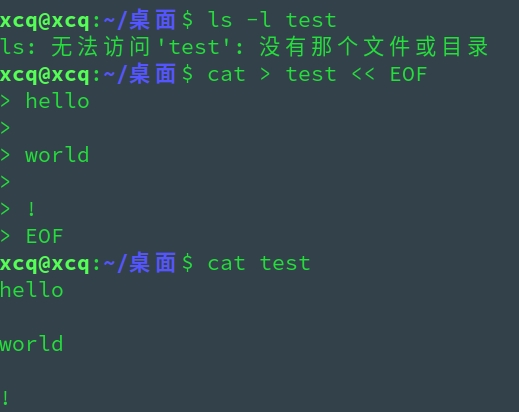 xcq@xcq:~/桌面$ ls -l test
ls: 无法访问'test': 没有那个文件或目录
xcq@xcq:~/桌面$ cat > test << EOF
> hello
>
> world
>
> !
> EOF
xcq@xcq:~/桌面$ cat test
hello

world

!